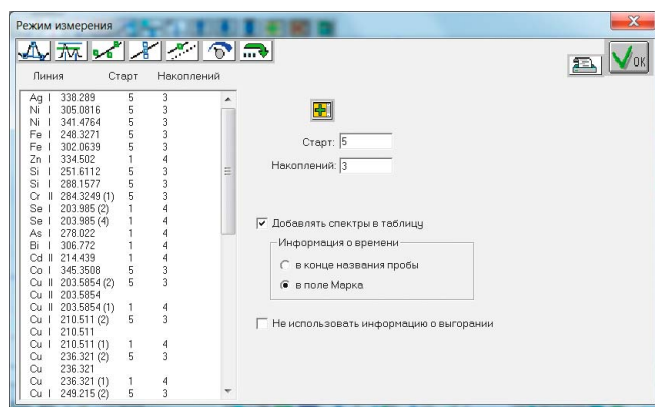 Режим измерения
OK
Линия Старт Накоплений
Ag I 338.289 5 3
Ni I 305.0816 5 3
Ni I 341.4764 5 3
Fe I 248.3271 5 3
Fe I 302.0639 5 3
Zn I 334.502 1 4
Si I 251.6112 5 3
Si I 288.1577 5 3
Cr II 284.3249 (1) 5 3
Se I 203.985 (2) 1 4
Se I 203.985 (4) 1 4
As I 278.022 1 4
Bi I 306.772 1 4
Cd II 214.439 1 4
Co I 345.3508 5 3
Cu II 203.5854 (2) 5 3
Cu II 203.5854
Cu II 203.5854 (1) 1 4
Cu I 210.511 (2) 5 3
Cu I 210.511
Cu I 210.511 (1) 1 4
Cu 236.321 (2) 5 3
Cu 236.321
Cu 236.321 (1) 1 4
Cu I 249.215 (2) 5 3
Старт: 5
Накоплений: 3
Добавлять спектры в таблицу
Информация о времени
в конце названия пробы
в поле Марка
Не использовать информацию о выгорании